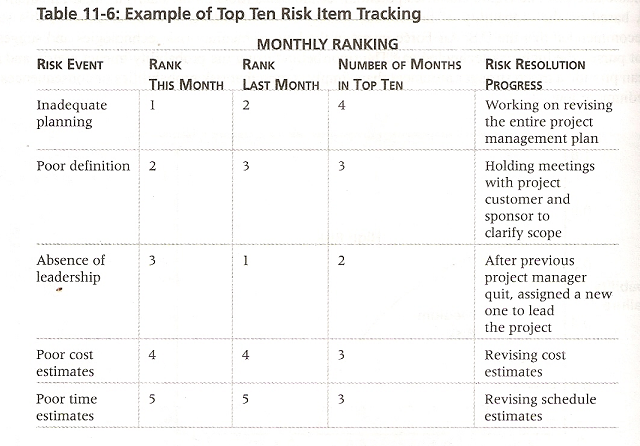 Table 11-6: Example of Top Ten Risk Item Tracking
MONTHLY RANKING
RISK EVENT RANK RANK NUMBER OF MONTHS RISK RESOLUTION
THIS MONTH LAST MONTH IN TOP TEN PROGRESS
Inadequate 1 2 4 Working on revising
planning the entire project
management plan
Poor definition 2 3 3 Holding meetings
with project
customer and
sponsor to
clarify scope
Absence of 3 1 2 After previous
leadership project manager
quit, assigned a new
one to lead
the project
Poor cost 4 4 3 Revising cost
estimates estimates
Poor time 5 5 3 Revising schedule
estimates estimates